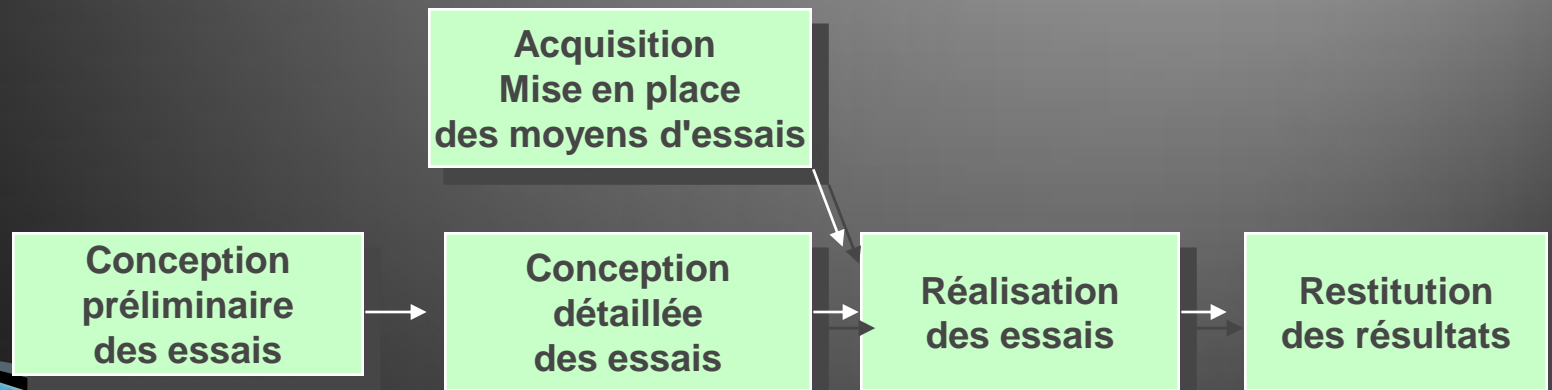 Acquisition
Mise en place
des moyens d'essais
Conception
préliminaire
des essais
Conception
détaillée
des essais
Réalisation
des essais
Restitution
des résultats